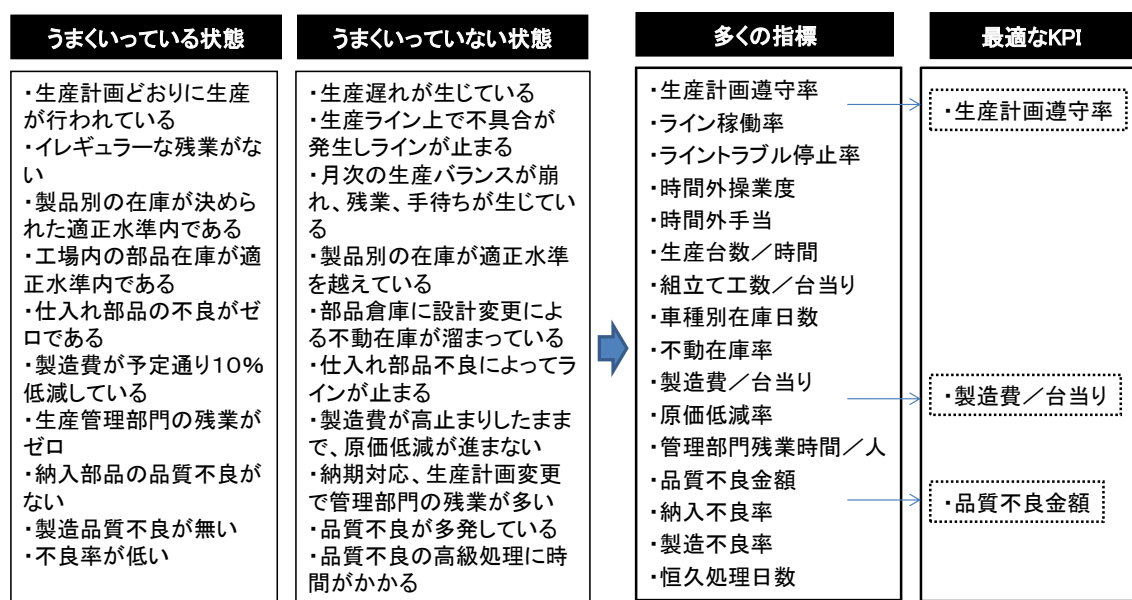 うまくいっている状態
・生産計画どおりに生産
が行われている
・イレギュラーな残業がな
い
・製品別の在庫が決めら
れた適正水準内である
・工場内の部品在庫が適
正水準内である
・仕入れ部品の不良がゼ
ロである
・製造費が予定通り10%
低減している
・生産管理部門の残業が
ゼロ
・納入部品の品質不良が
ない
・製造品質不良が無い
・不良率が低い
うまくいっていない状態
・生産遅れが生じている
・生産ライン上で不具合が
発生しラインが止まる
・月次の生産バランスが崩
れ、残業、手待ちが生じてい
る
・製品別の在庫が適正水準
を越えている
・部品倉庫に設計変更によ
る不動在庫が溜まっている
・仕入れ部品不良によってラ
インが止まる
・製造費が高止まりしたまま
で、原価低減が進まない
・納期対応、生産計画変更
で管理部門の残業が多い
・品質不良が多発している
・品質不良の高級処理に時
間がかかる
多くの指標
・生産計画遵守率
・ライン稼働率
・ライントラブル停止率
・時間外操業度
・時間外手当
・生産台数／時間
・組立て工数／台当り
・車種別在庫日数
・不動在庫率
・製造費／台当り
・原価低減率
・管理部門残業時間／人
・品質不良金額
・納入不良率
・製造不良率
・恒久処理日数
最適なKPI
・生産計画遵守率
・製造費／台当り
・品質不良金額